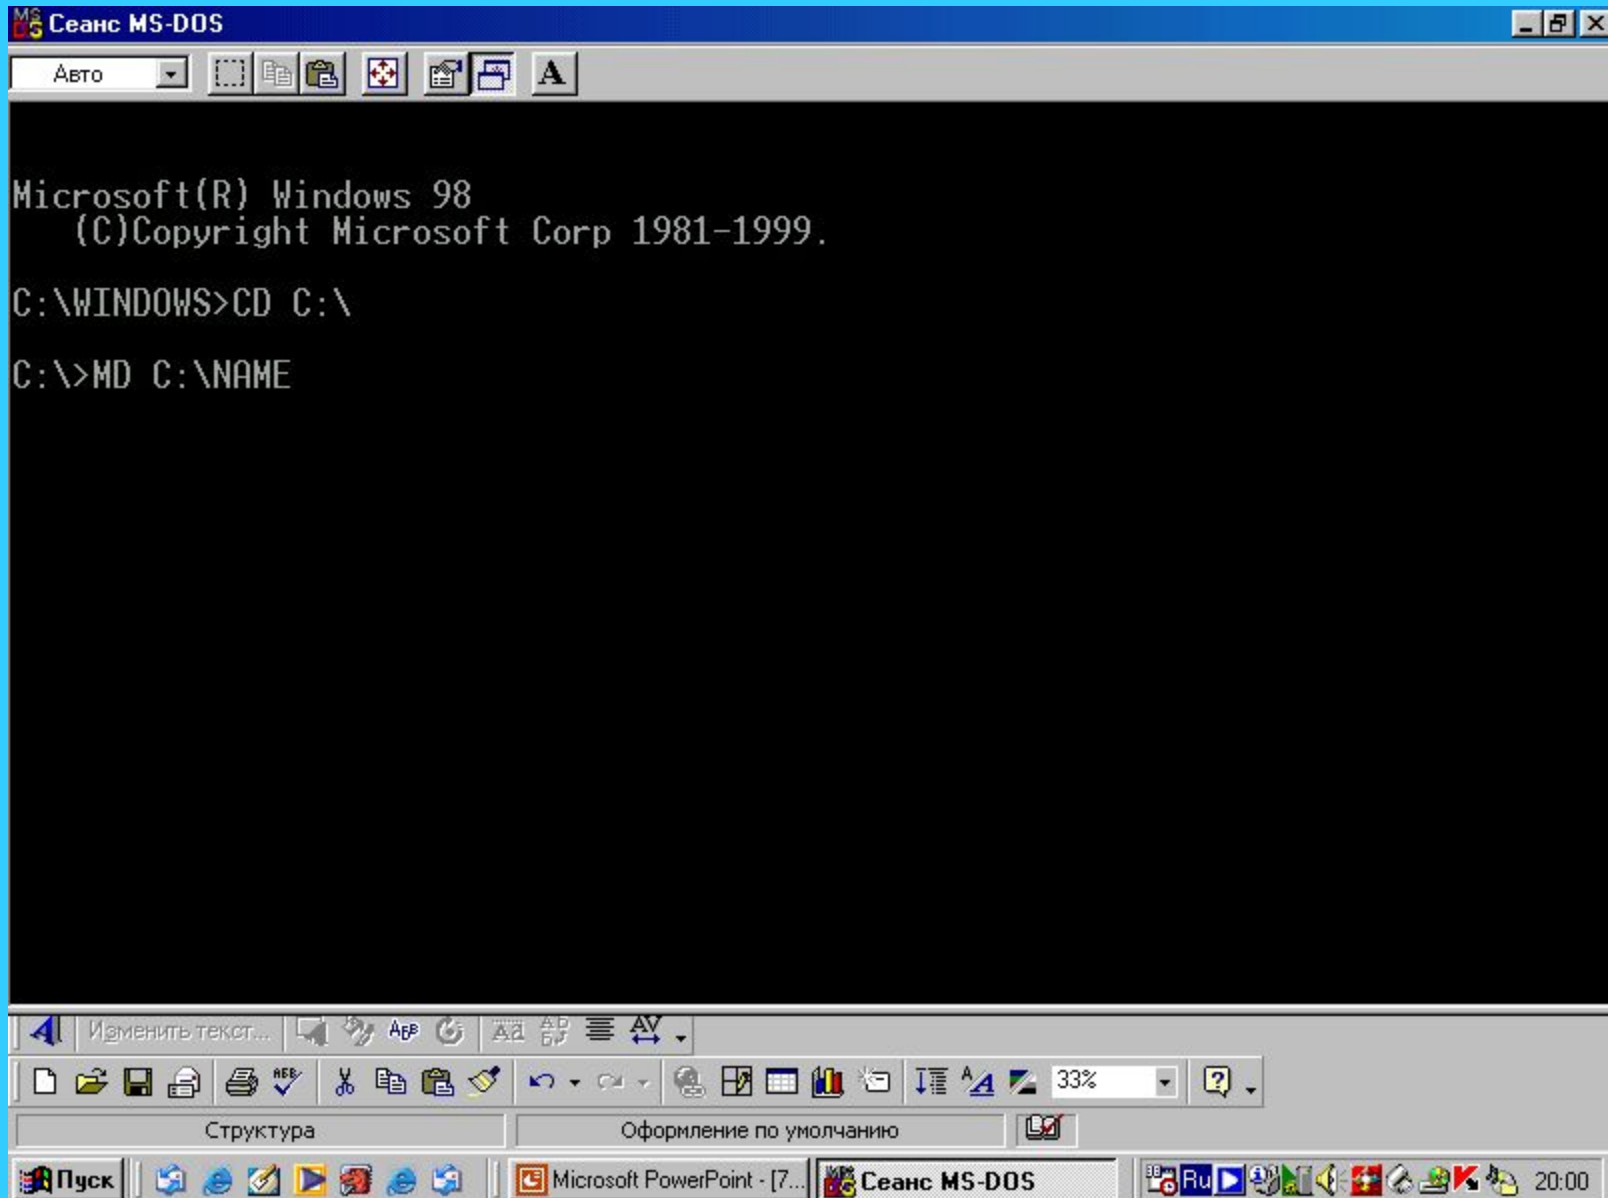 Сеанс MS-DOS
Авто
A
Microsoft(R) Windows 98
(C)Copyright Microsoft Corp 1981-1999.
C:\WINDOWS>CD C:\
C:\>MD C:\NAME
Изменить текст...
33%
Структура Оформление по умолчанию
Пуск Microsoft PowerPoint - [7... Сеанс MS-DOS Ru 20:00